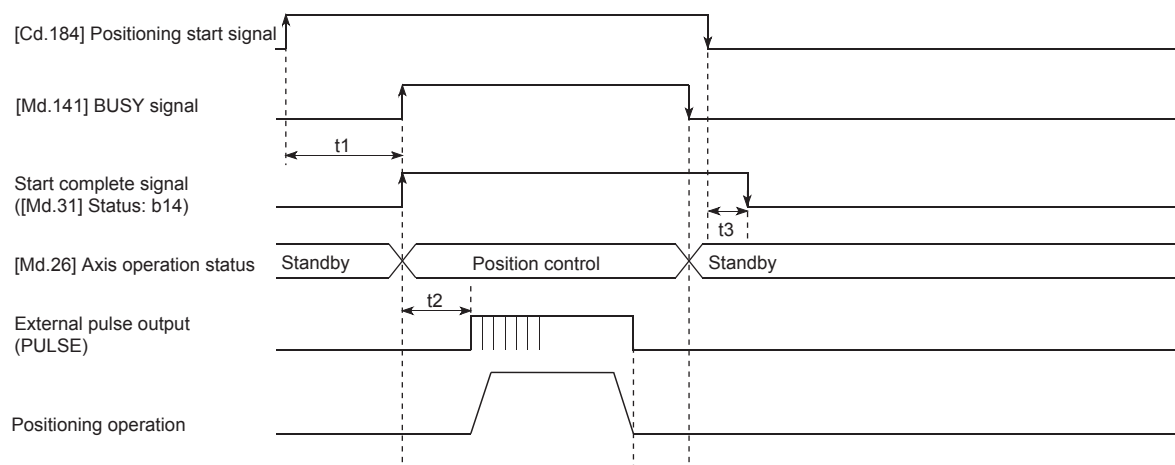 [Cd.184] Positioning start signal
[Md.141] BUSY signal
t1
Start complete signal
([Md.31] Status: b14)
t3
[Md.26] Axis operation status
Standby
Position control
Standby
t2
External pulse output
(PULSE)
Positioning operation